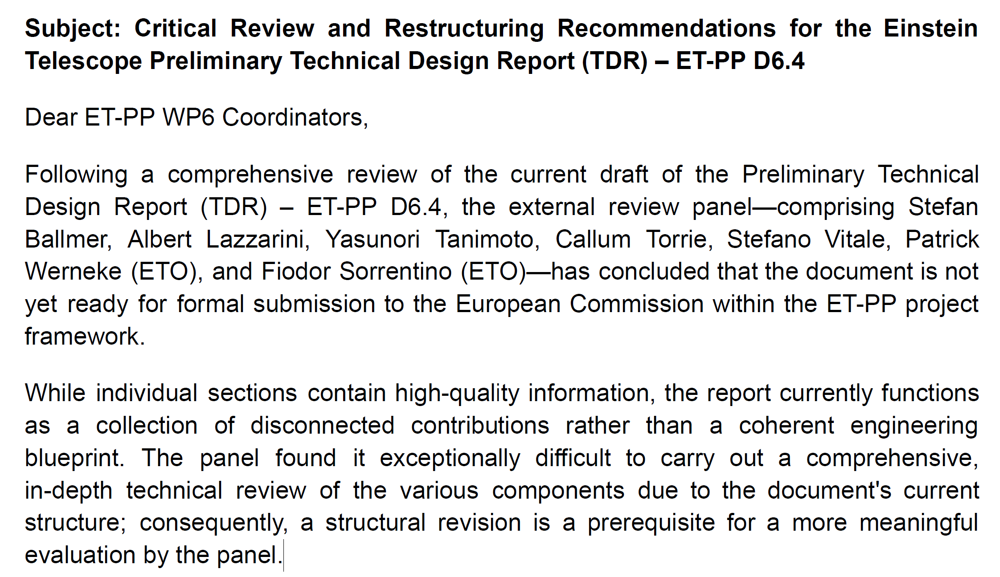 Subject: Critical Review and Restructuring Recommendations for the Einstein
Telescope Preliminary Technical Design Report (TDR) – ET-PP D6.4
Dear ET-PP WP6 Coordinators,
Following a comprehensive review of the current draft of the Preliminary Technical
Design Report (TDR) – ET-PP D6.4, the external review panel—comprising Stefan
Ballmer, Albert Lazzarini, Yasunori Tanimoto, Callum Torrie, Stefano Vitale, Patrick
Werneke (ETO), and Fiodor Sorrentino (ETO)—has concluded that the document is not
yet ready for formal submission to the European Commission within the ET-PP project
framework.
While individual sections contain high-quality information, the report currently functions
as a collection of disconnected contributions rather than a coherent engineering
blueprint. The panel found it exceptionally difficult to carry out a comprehensive,
in-depth technical review of the various components due to the document's current
structure; consequently, a structural revision is a prerequisite for a more meaningful
evaluation by the panel.